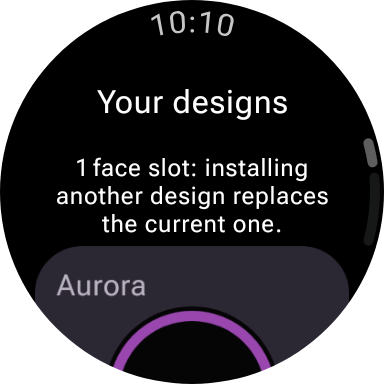 10:10
Your designs
1 face slot: installing
another design replaces
the current one.
Aurora